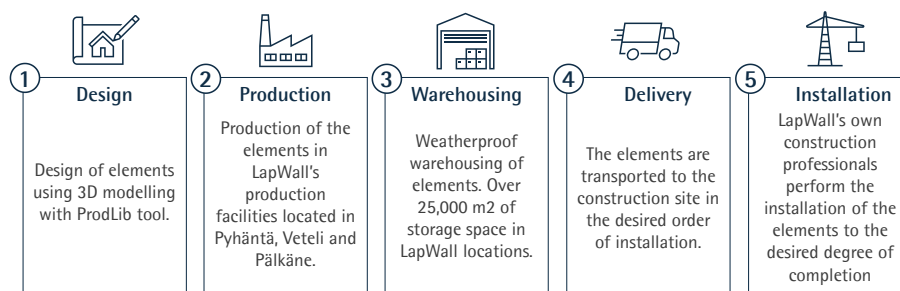 1
Design
Design of elements
using 3D modelling
with ProdLib tool.
2
Production
Production of the
elements in
LapWall's
production
facilities located in
Pyhäntä, Veteli and
Pälkäne.
3
Warehousing
Weatherproof
warehousing of
elements. Over
25,000 m2 of
storage space in
LapWall locations.
4
Delivery
The elements are
transported to the
construction site in
the desired order
of installation.
5
Installation
LapWall's own
construction
professionals
perform the
installation of the
elements to the
desired degree of
completion